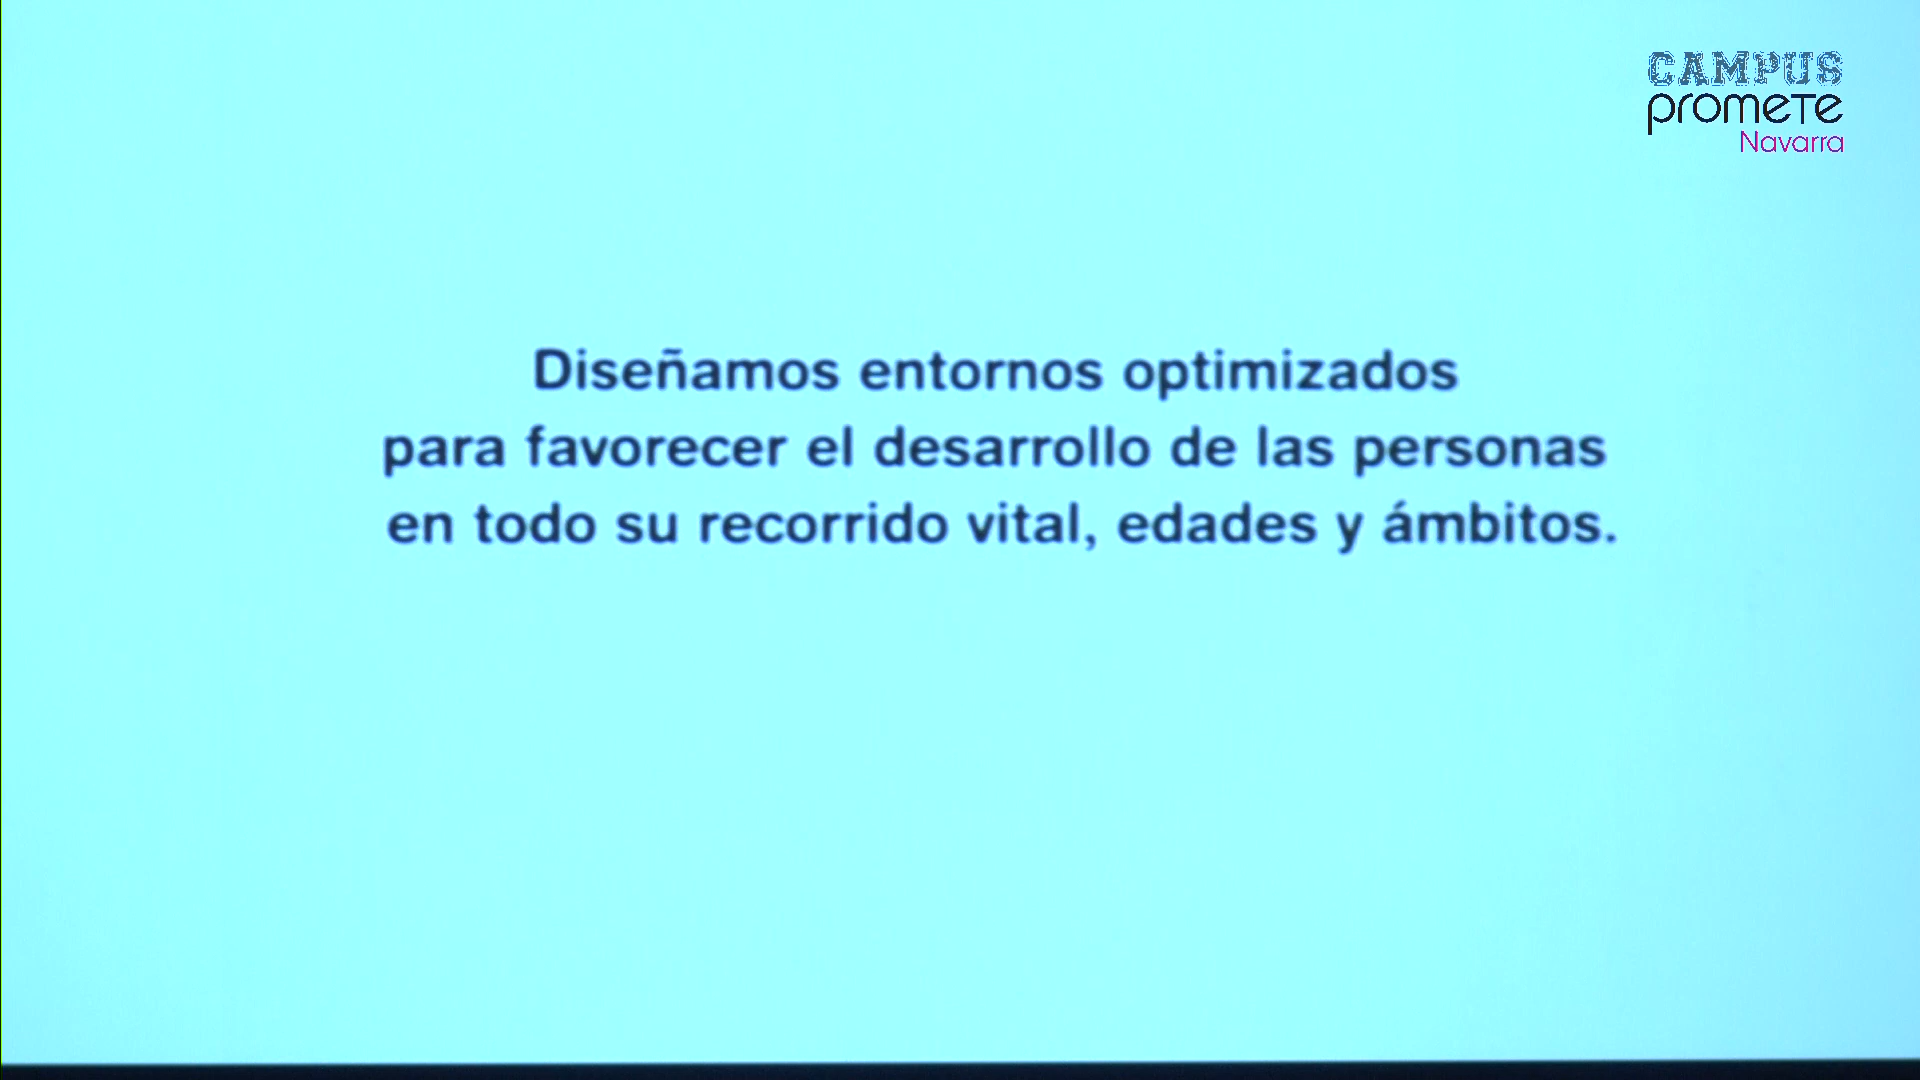 CAMPUS
promete
Navarra
Diseñamos entornos optimizados
para favorecer el desarrollo de las personas
en todo su recorrido vital, edades y ámbitos.